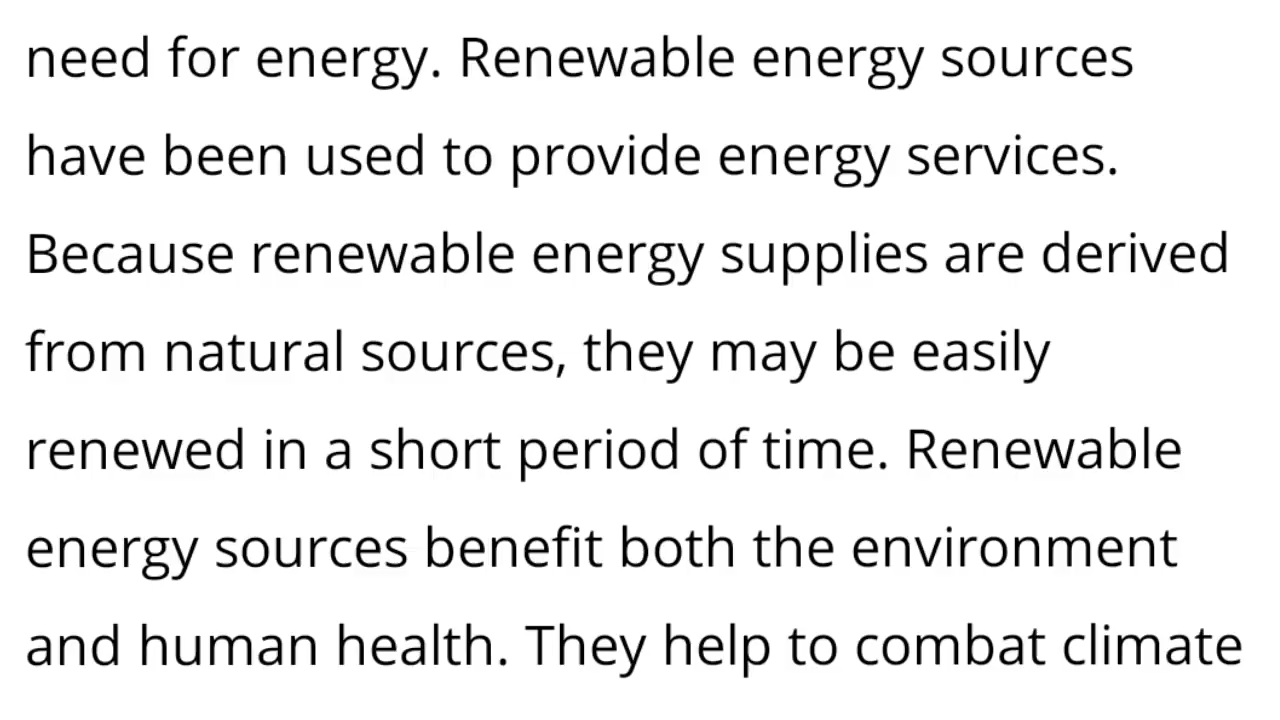 need for energy. Renewable energy sources
have been used to provide energy services.
Because renewable energy supplies are derived
from natural sources, they may be easily
renewed in a short period of time. Renewable
energy sources benefit both the environment
and human health. They help to combat climate